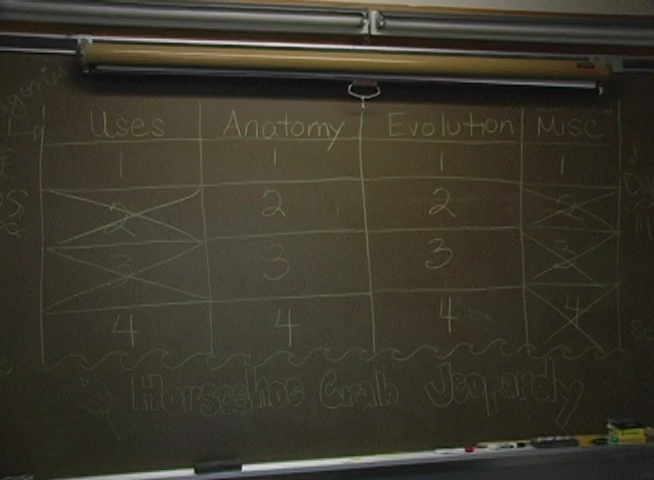 Uses Anatomy Evolution Misc
1 1 1 1
2 2 2 2
3 3 3 3
4 4 4 4
Horseshoe Crab Jeopardy